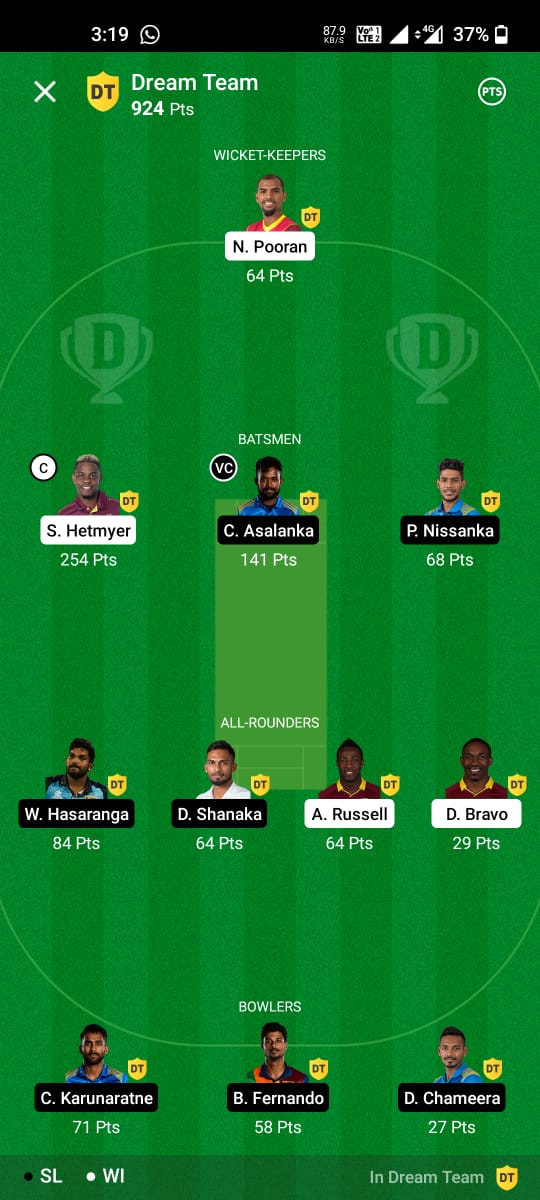 3:19
87.9 KB/S
Vo) 1 LTE 2
4G
37%
DT
Dream Team
924 Pts
PTS
WICKET-KEEPERS
DT
N. Pooran
64 Pts
D D
BATSMEN
C VC
DT DT DT
S. Hetmyer C. Asalanka P. Nissanka
254 Pts 141 Pts 68 Pts
ALL-ROUNDERS
DT DT DT DT
W. Hasaranga D. Shanaka A. Russell D. Bravo
84 Pts 64 Pts 64 Pts 29 Pts
BOWLERS
DT DT DT
C. Karunaratne B. Fernando D. Chameera
71 Pts 58 Pts 27 Pts
SL WI In Dream Team DT